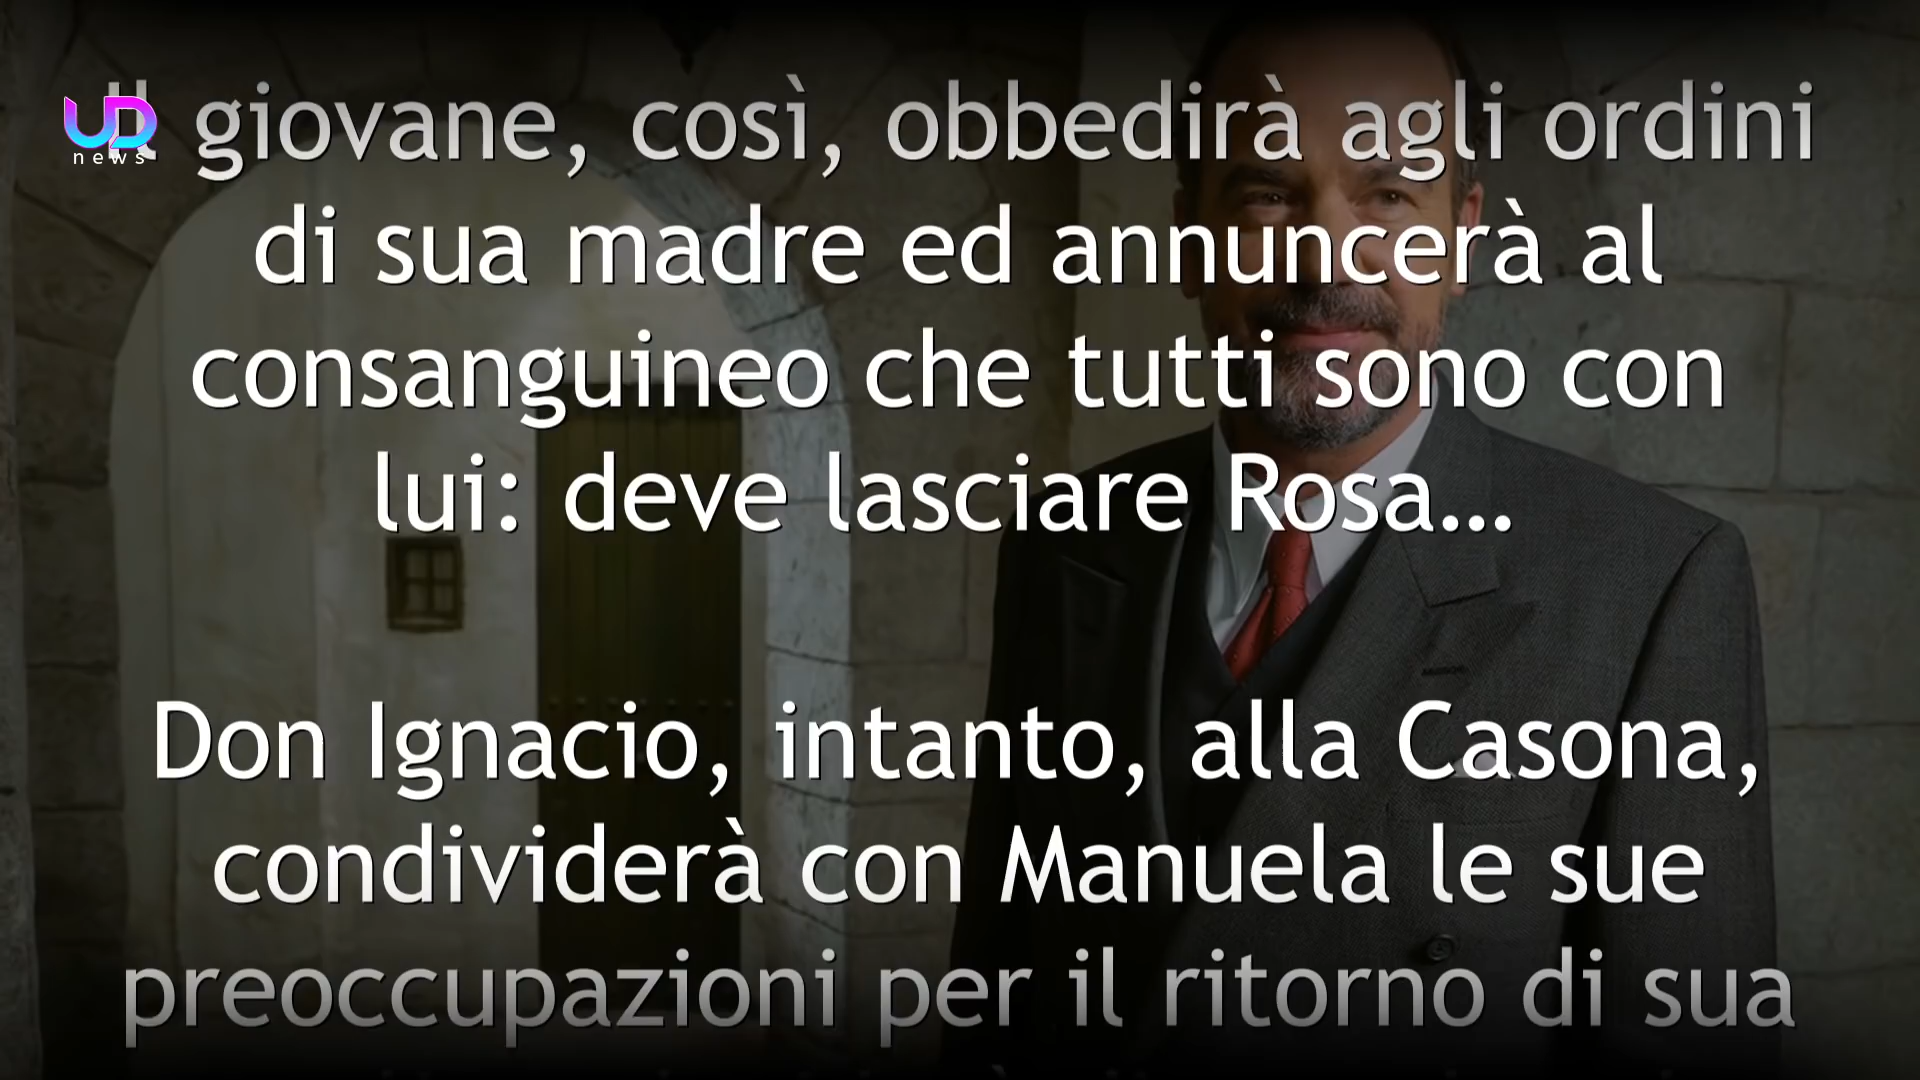 UD
news
Il giovane, così, obbedirà agli ordini
di sua madre ed annuncerà al
consanguineo che tutti sono con
lui: deve lasciare Rosa...
Don Ignacio, intanto, alla Casona,
condividerà con Manuela le sue
preoccupazioni per il ritorno di sua